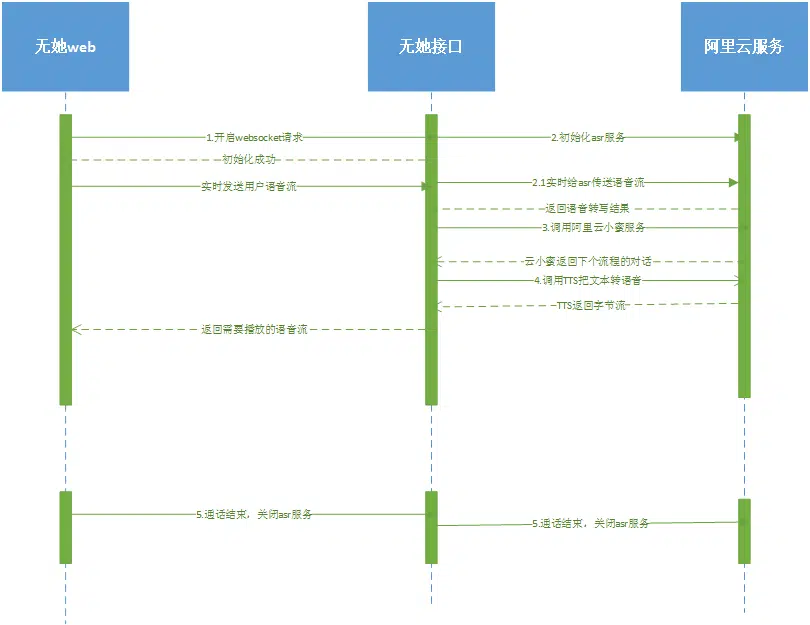 无她web
无她接口
阿里云服务
1.开启websocket请求
2.初始化asr服务
初始化成功
实时发送用户语音流
2.1实时给asr传送语音流
返回语音转写结果
3.调用阿里云小蜜服务
云小蜜返回下个流程的对话
4.调用TTS把文本转语音
TTS返回字节流
返回需要播放的语音流
5.通话结束，关闭asr服务
5.通话结束，关闭asr服务